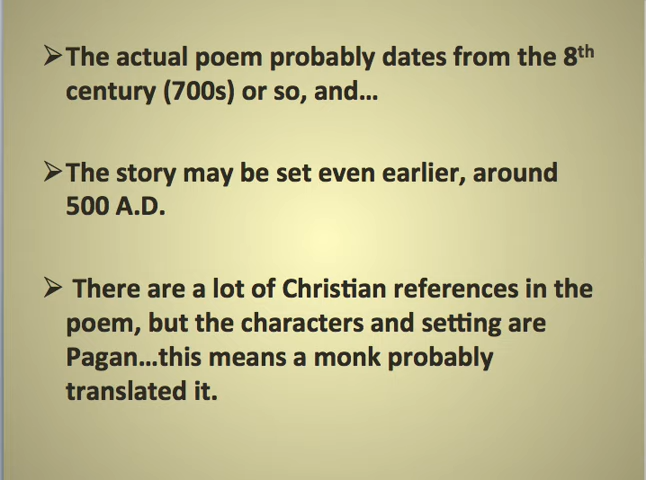 ➢The actual poem probably dates from the 8th
century (700s) or so, and...
➢The story may be set even earlier, around
500 A.D.
➢ There are a lot of Christian references in the
poem, but the characters and setting are
Pagan...this means a monk probably
translated it.